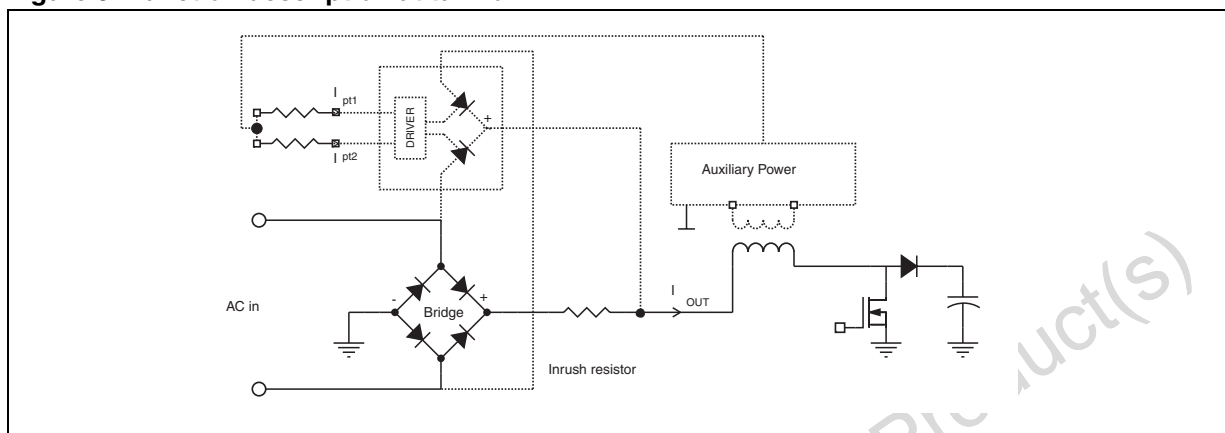 I pt1
DRIVER
+
I pt2
Auxiliary Power
AC in
-
Bridge
+
I OUT
Inrush resistor